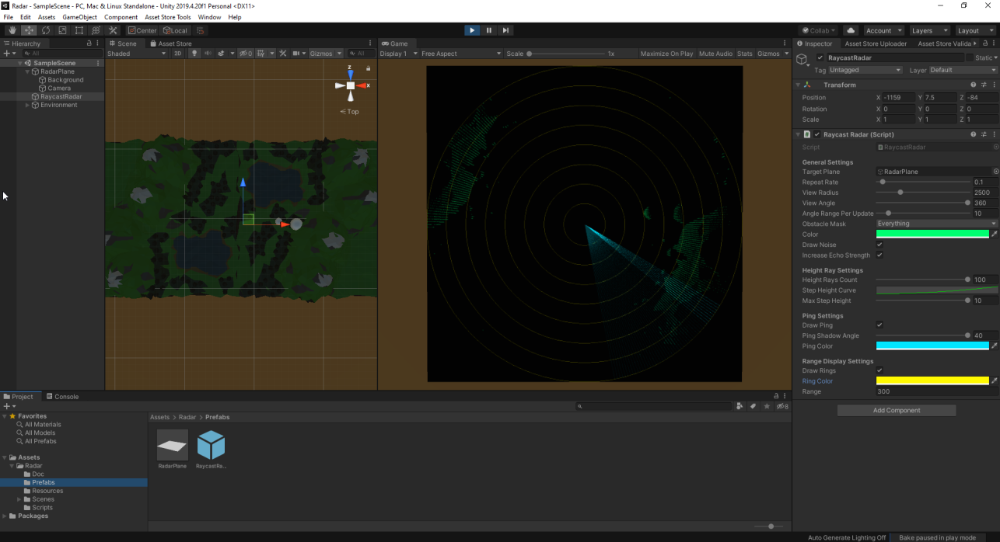 Radar - SampleScene - PC, Mac & Linux Standalone - Unity 2019.4.20f1 Personal <DX11>
File Edit Assets GameObject Component Asset Store Tools Window Help
Center Local Collab Account Layers Layout
Hierarchy
All
SampleScene
RadarPlane
Background
Camera
RaycastRadar
Environment
Scene Asset Store
Shaded 2D 0 Gizmos All
z
x
Top
Game
Display 1 Free Aspect Scale 1x Maximize On Play Mute Audio Stats Gizmos
Inspector Asset Store Uploader Asset Store Valida
RaycastRadar Static
Tag Untagged Layer Default
Transform
Position X -1159 Y 7.5 Z -84
Rotation X 0 Y 0 Z 0
Scale X 1 Y 1 Z 1
Raycast Radar (Script)
Script RaycastRadar
General Settings
Target Plane RadarPlane
Repeat Rate 0.1
View Radius 2500
View Angle 360
Angle Range Per Update 10
Obstacle Mask Everything
Color
Draw Noise
Increase Echo Strength
Height Ray Settings
Height Rays Count 100
Step Height Curve
Max Step Height 10
Ping Settings
Draw Ping
Ping Shadow Angle 40
Ping Color
Range Display Settings
Draw Rings
Ring Color
Range 300
Add Component
Project Console
8
Favorites
All Materials
All Models
All Prefabs
Assets
Radar
Doc
Prefabs
Resources
Scenes
Scripts
Packages
Assets > Radar > Prefabs
RadarPlane RaycastRa...
Auto Generate Lighting Off Bake paused in play mode